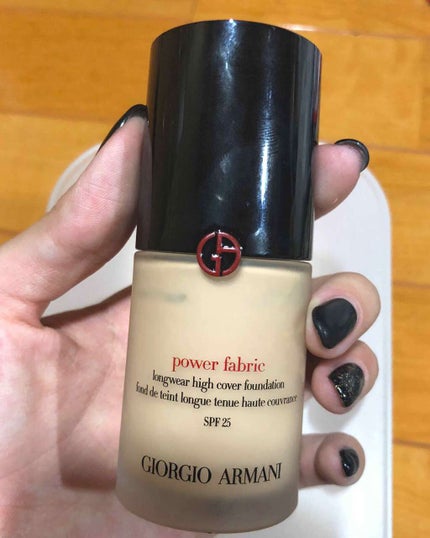 power fabric
longwear high cover foundation
fond de teint longue tenue haute couvrance
SPF 25
GIORGIO ARMANI